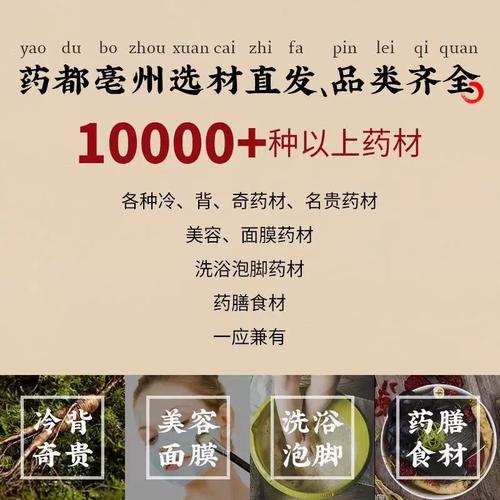 yao du bo zhou xuan cai zhi fa pin lei qi quan
药都亳州选材直发、品类齐全
10000+种以上药材
各种冷、背、奇药材、名贵药材
美容、面膜药材
洗浴泡脚药材
药膳食材
一应兼有
冷背
奇贵
美容
面膜
洗浴
泡脚
药膳
食材